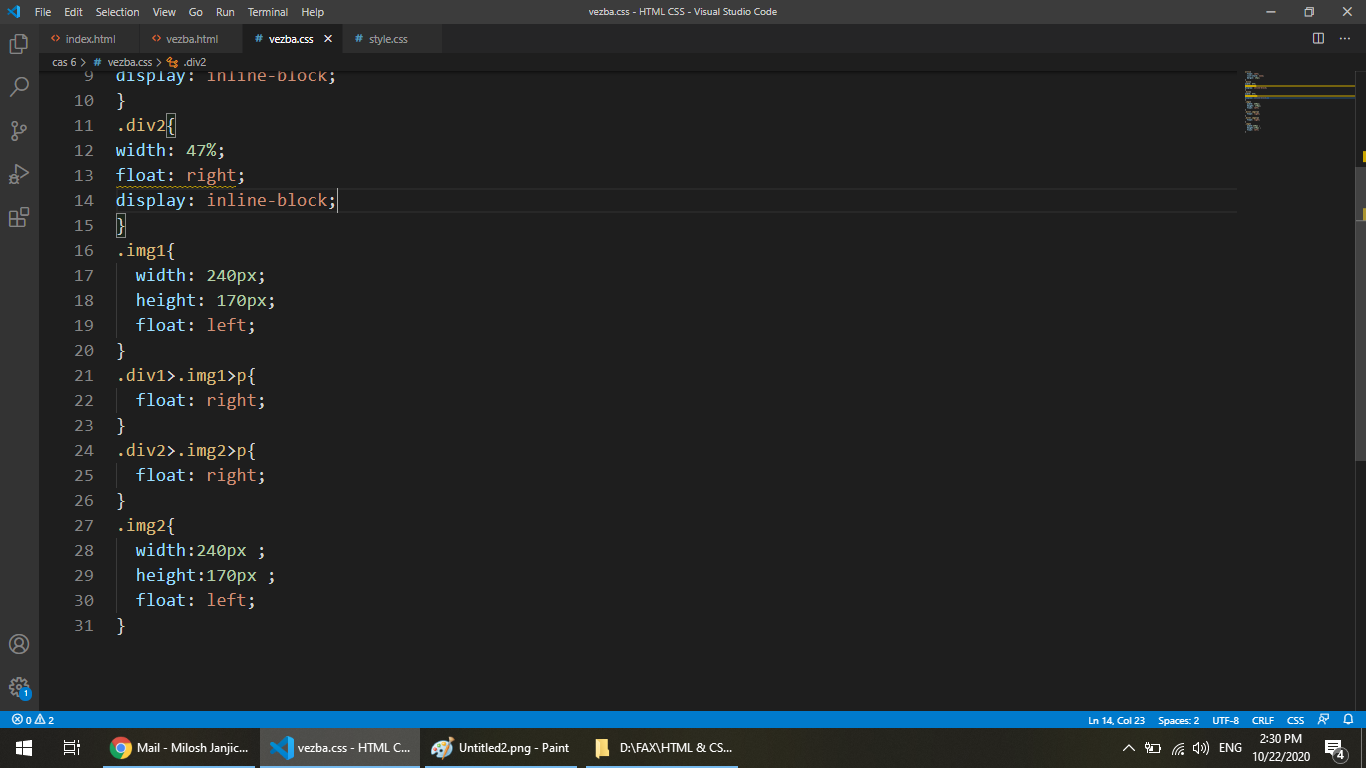 File Edit Selection View Go Run Terminal Help vezba.css - HTML CSS - Visual Studio Code
index.html vezba.html # vezba.css × # style.css ...
cas 6 > # vezba.css > .div2
9 display: inline-block;
10 }
11 .div2{
12 width: 47%;
13 float: right;
14 display: inline-block;
15 }
16 .img1{
17 width: 240px;
18 height: 170px;
19 float: left;
20 }
21 .div1>.img1>p{
22 float: right;
23 }
24 .div2>.img2>p{
25 float: right;
26 }
27 .img2{
28 width:240px ;
29 height:170px ;
30 float: left;
31 }
1
0 2 Ln 14, Col 23 Spaces: 2 UTF-8 CRLF CSS
Mail - Milosh Janjic... vezba.css - HTML C... Untitled2.png - Paint D:\FAX\HTML & CS... ENG
2:30 PM
10/22/2020
4